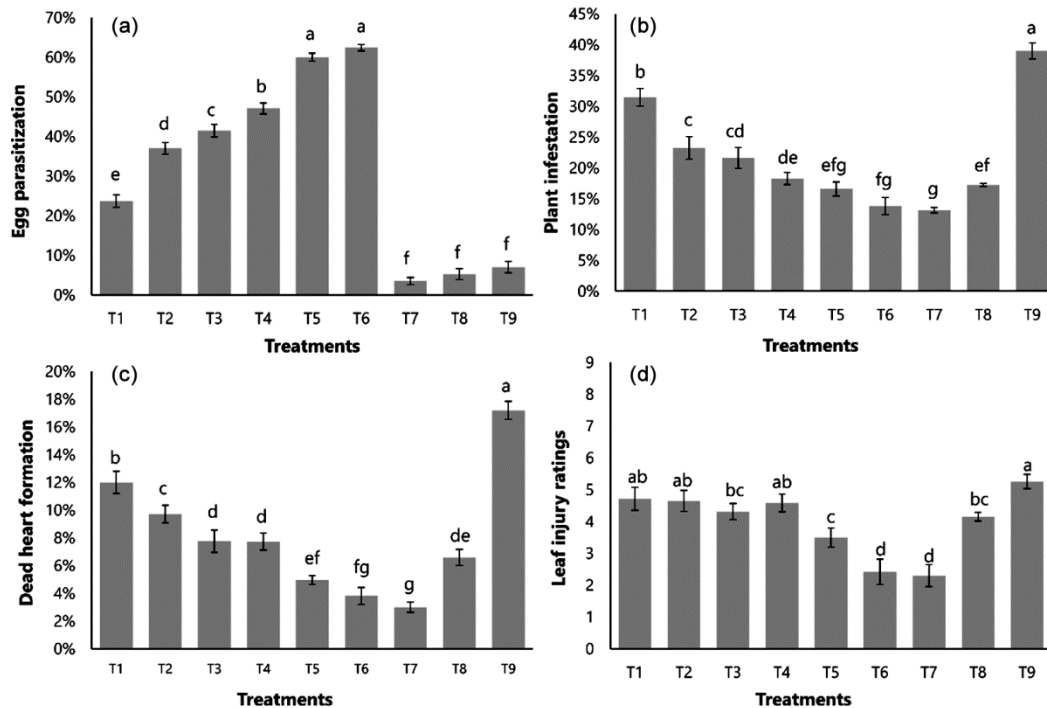 (a)
Egg parasitization
70%
60%
50%
40%
30%
20%
10%
0%
e
d
c
b
a
a
f
f
f
T1 T2 T3 T4 T5 T6 T7 T8 T9
Treatments
(b)
Plant infestation
45%
40%
35%
30%
25%
20%
15%
10%
5%
0%
b
c
cd
de
efg
fg
g
ef
a
T1 T2 T3 T4 T5 T6 T7 T8 T9
Treatments
(c)
Dead heart formation
20%
18%
16%
14%
12%
10%
8%
6%
4%
2%
0%
b
c
d
d
ef
fg
g
de
a
T1 T2 T3 T4 T5 T6 T7 T8 T9
Treatments
(d)
Leaf injury ratings
9
8
7
6
5
4
3
2
1
0
ab
ab
bc
ab
c
d
d
bc
a
T1 T2 T3 T4 T5 T6 T7 T8 T9
Treatments